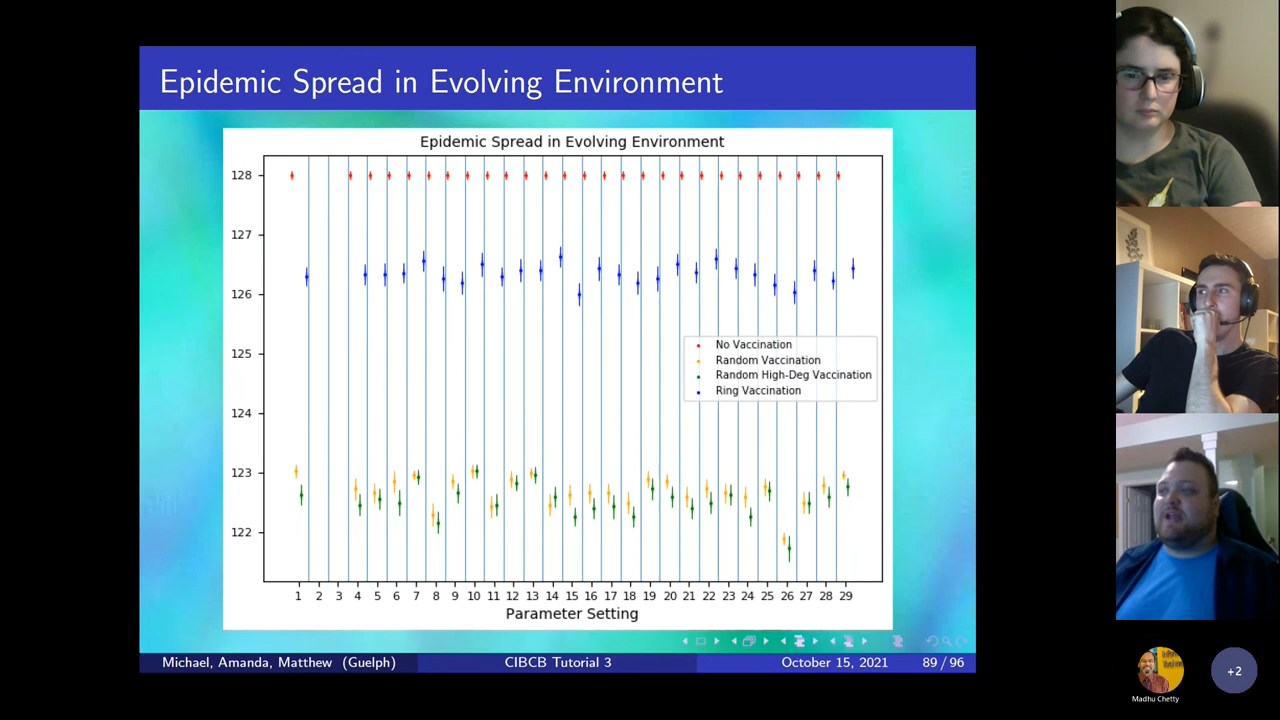 Epidemic Spread in Evolving Environment
Epidemic Spread in Evolving Environment
128
127
126
125
124
123
122
No Vaccination
Random Vaccination
Random High-Deg Vaccination
Ring Vaccination
1 2 3 4 5 6 7 8 9 10 11 12 13 14 15 16 17 18 19 20 21 22 23 24 25 26 27 28 29
Parameter Setting
Michael, Amanda, Matthew (Guelph) CIBCB Tutorial 3 October 15, 2021 89 / 96
+2
Madhu Chetty